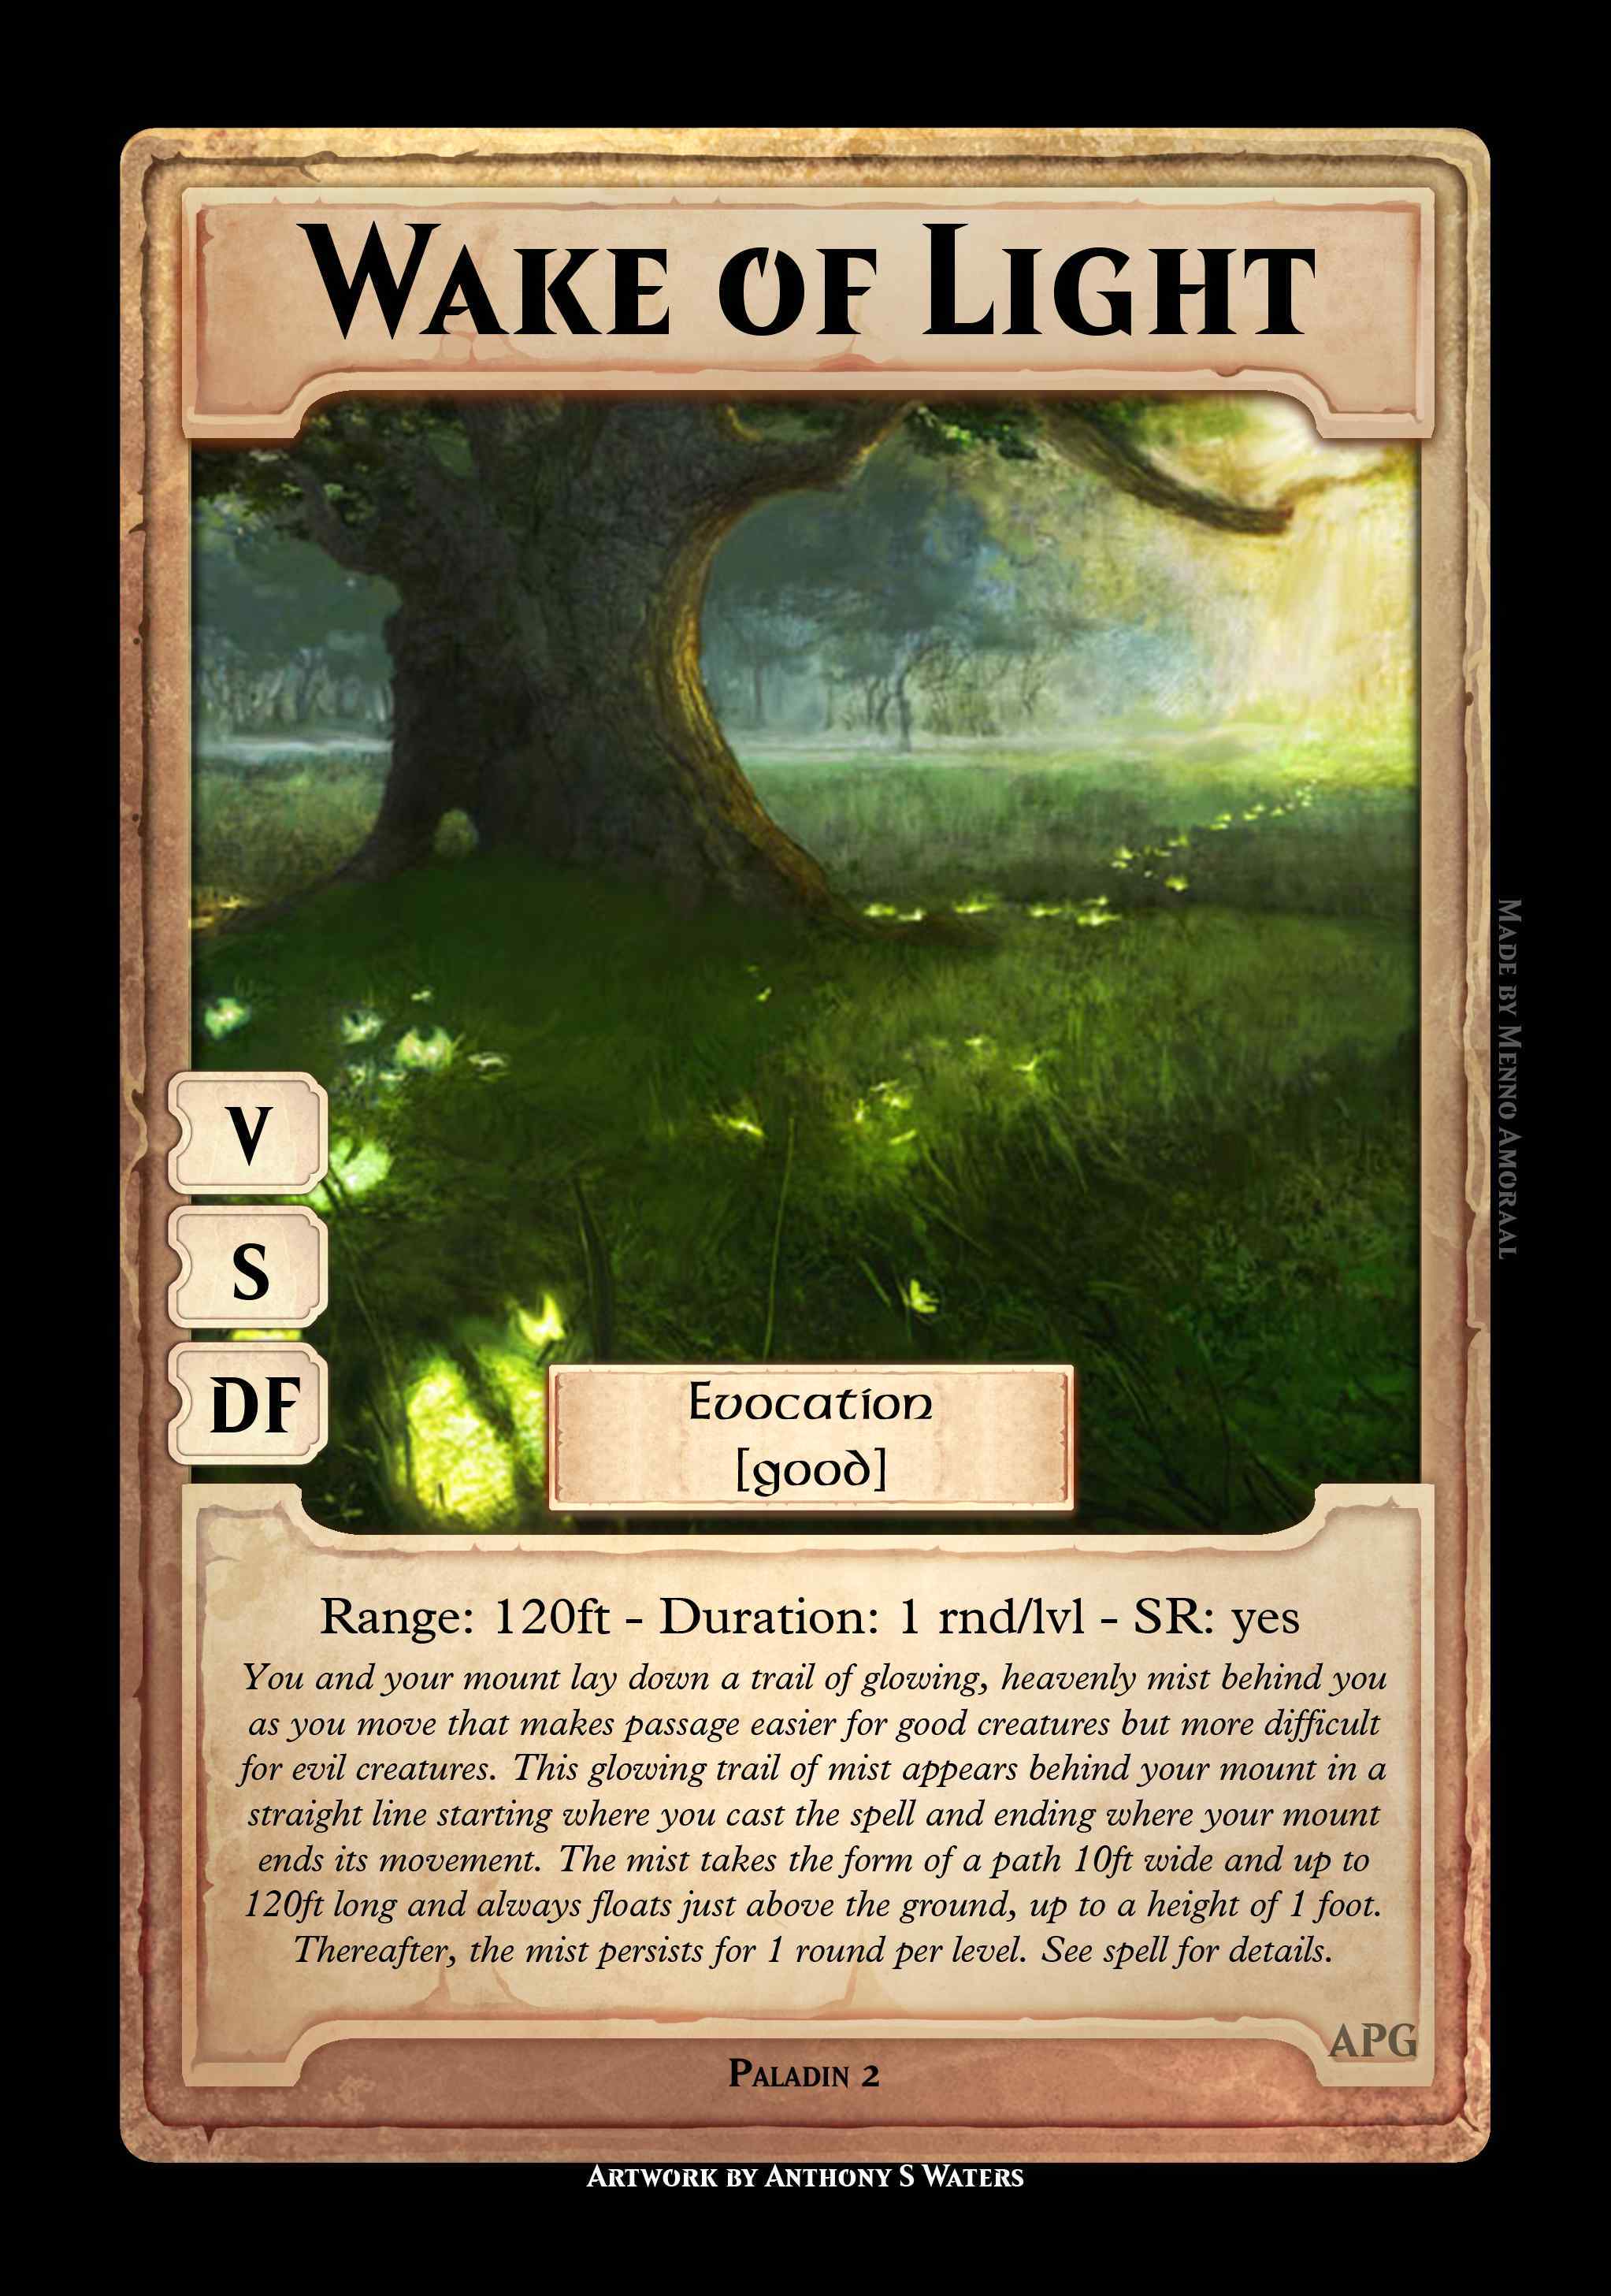 Wake of Light
V
S
DF
Evocation
[good]
Range: 120ft - Duration: 1 rnd/lvl - SR: yes
You and your mount lay down a trail of glowing, heavenly mist behind you
as you move that makes passage easier for good creatures but more difficult
for evil creatures. This glowing trail of mist appears behind your mount in a
straight line starting where you cast the spell and ending where your mount
ends its movement. The mist takes the form of a path 10ft wide and up to
120ft long and always floats just above the ground, up to a height of 1 foot.
Thereafter, the mist persists for 1 round per level. See spell for details.
APG
Paladin 2
Artwork by Anthony S Waters
Made by Menno Amoraal